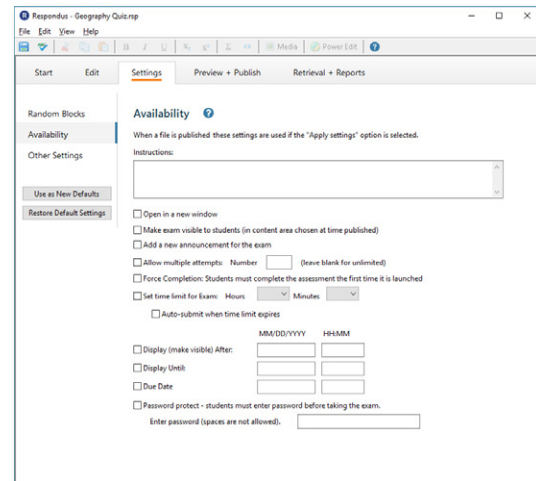 Respondus - Geography Quiz.rsp
File Edit View Help
B I U X₂ x² Σ Media Power Edit ?
Start Edit Settings Preview + Publish Retrieval + Reports
Random Blocks
Availability
Other Settings
Use as New Defaults
Restore Default Settings
Availability ?
When a file is published these settings are used if the "Apply settings" option is selected.
Instructions:
Open in a new window
Make exam visible to students (in content area chosen at time published)
Add a new announcement for the exam
Allow multiple attempts: Number (leave blank for unlimited)
Force Completion: Students must complete the assessment the first time it is launched
Set time limit for Exam: Hours Minutes
Auto-submit when time limit expires
MM/DD/YYYY HH:MM
Display (make visible) After:
Display Until:
Due Date
Password protect - students must enter password before taking the exam.
Enter password (spaces are not allowed).